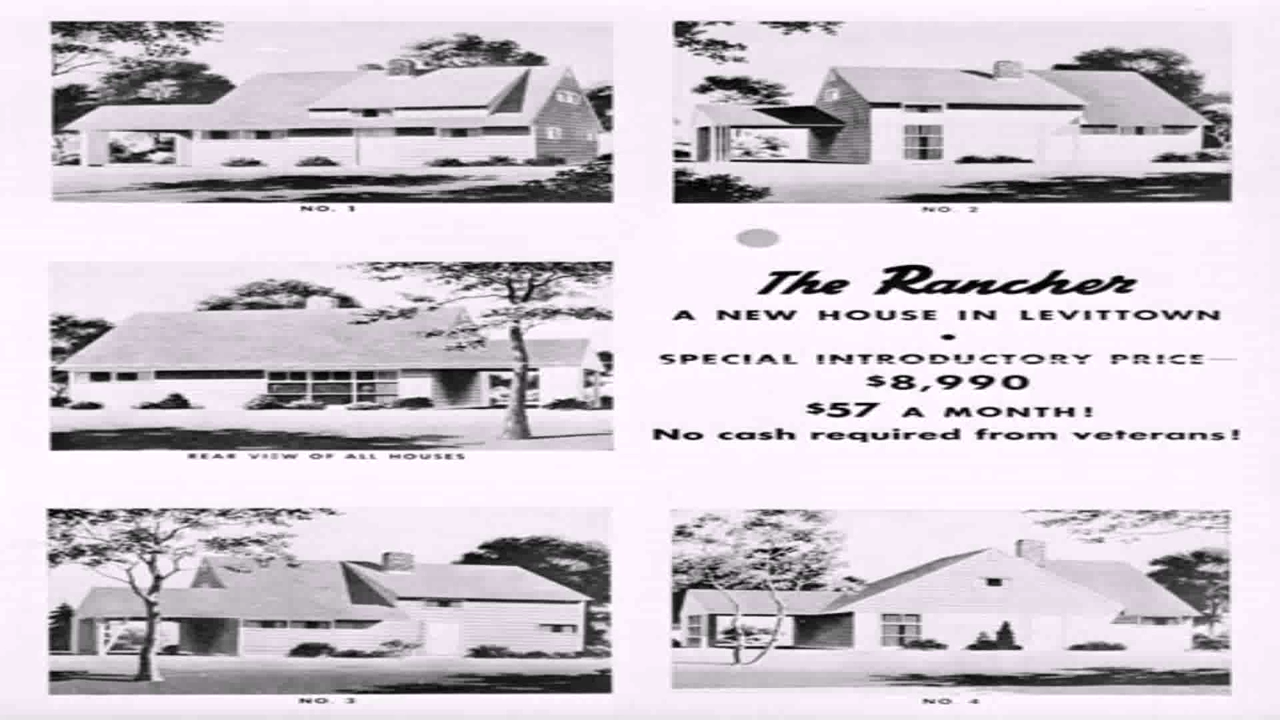 NO. 1
NO. 2
The Rancher
A NEW HOUSE IN LEVITTOWN
•
SPECIAL INTRODUCTORY PRICE—
$8,990
$57 A MONTH!
No cash required from veterans!
REAR VIEW OF ALL HOUSES
NO. 3
NO. 4